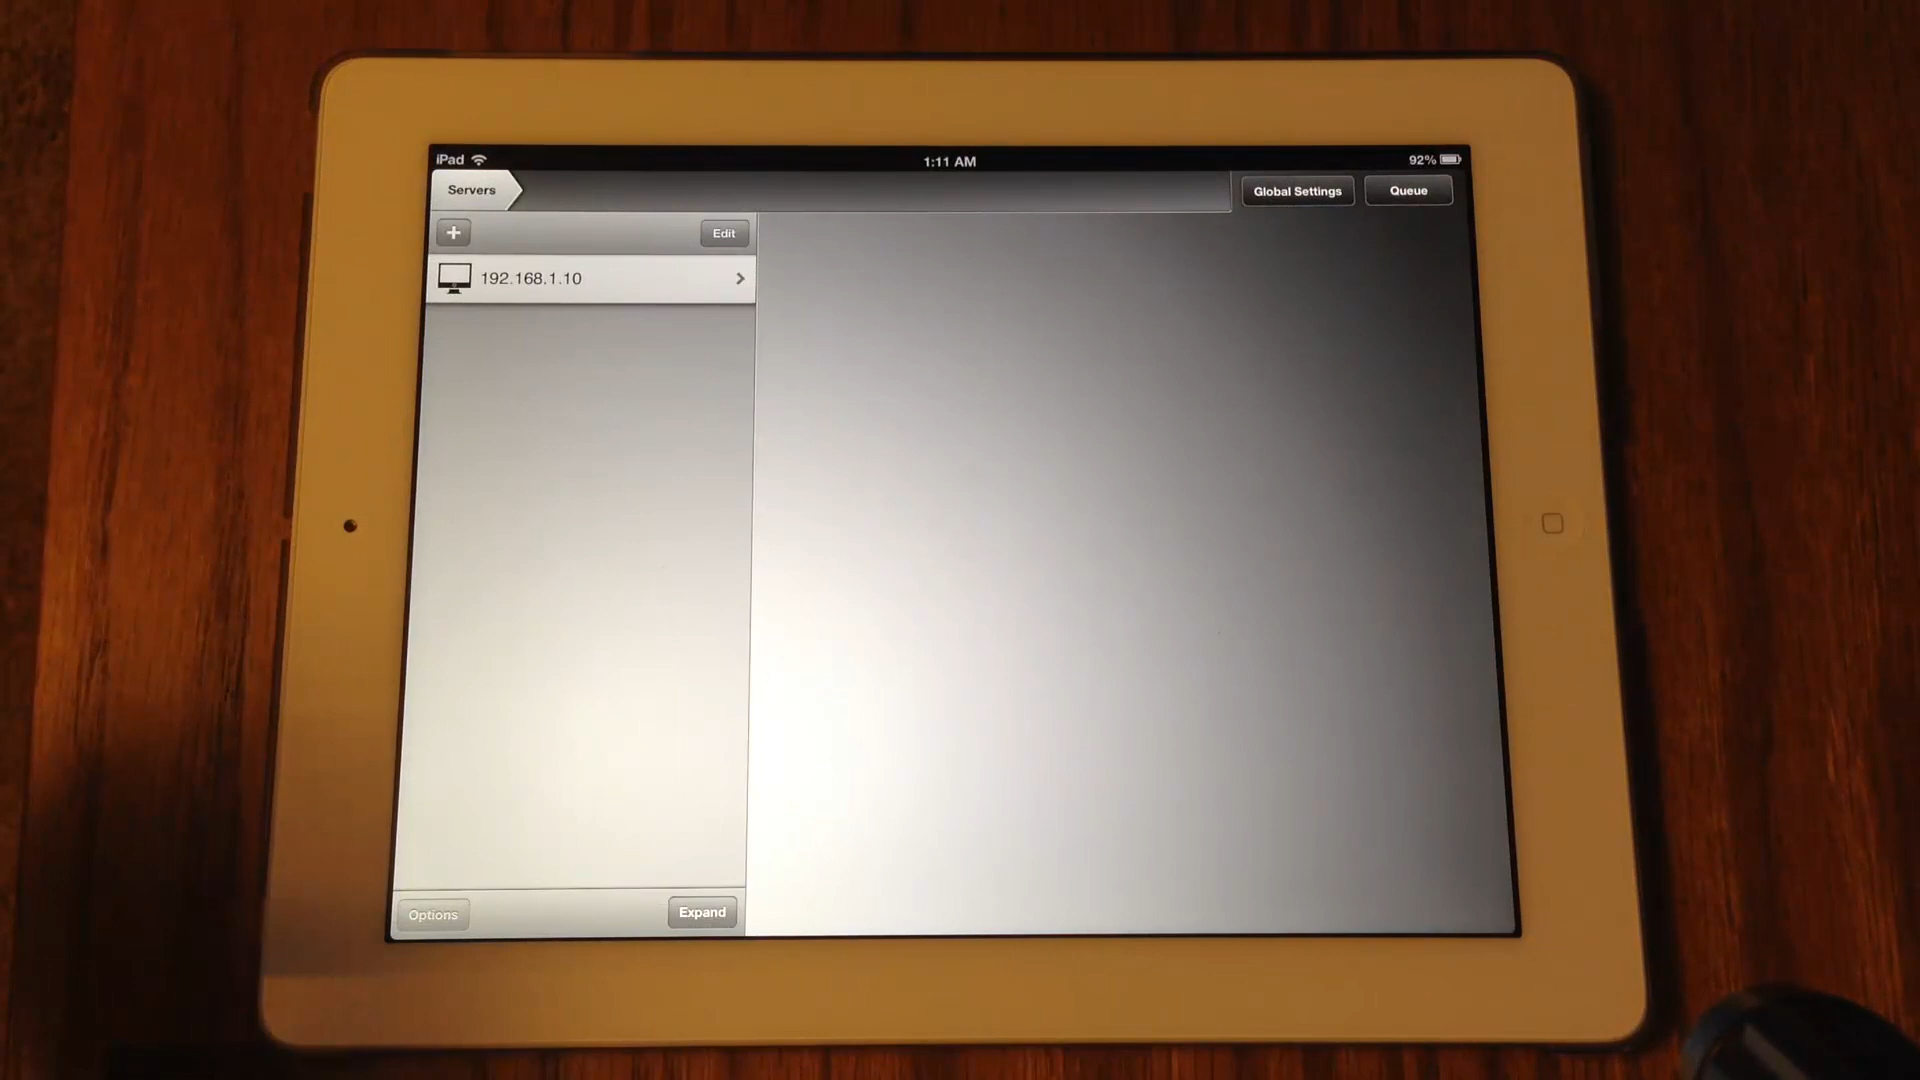 iPad
1:11 AM
92%
Servers
Global Settings
Queue
+
Edit
192.168.1.10
Options
Expand